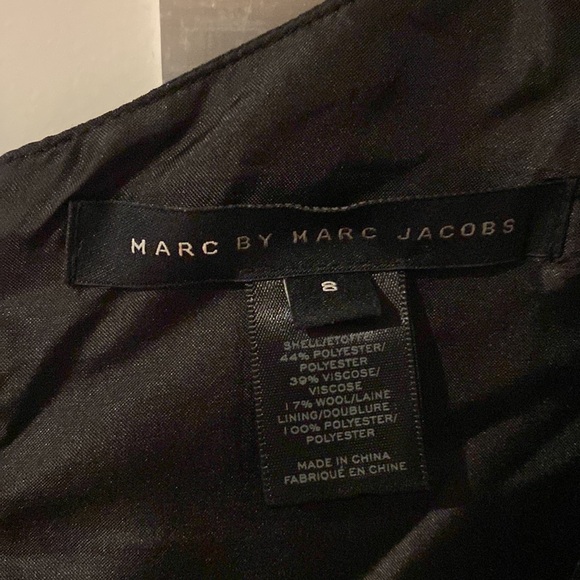 MARC BY MARC JACOBS
8
SHELL/ETOFFE
44% POLYESTER/
POLYESTER
39% VISCOSE/
VISCOSE
17% WOOL/LAINE
LINING/DOUBLURE
100% POLYESTER/
POLYESTER
MADE IN CHINA
FABRIQUÉ EN CHINE